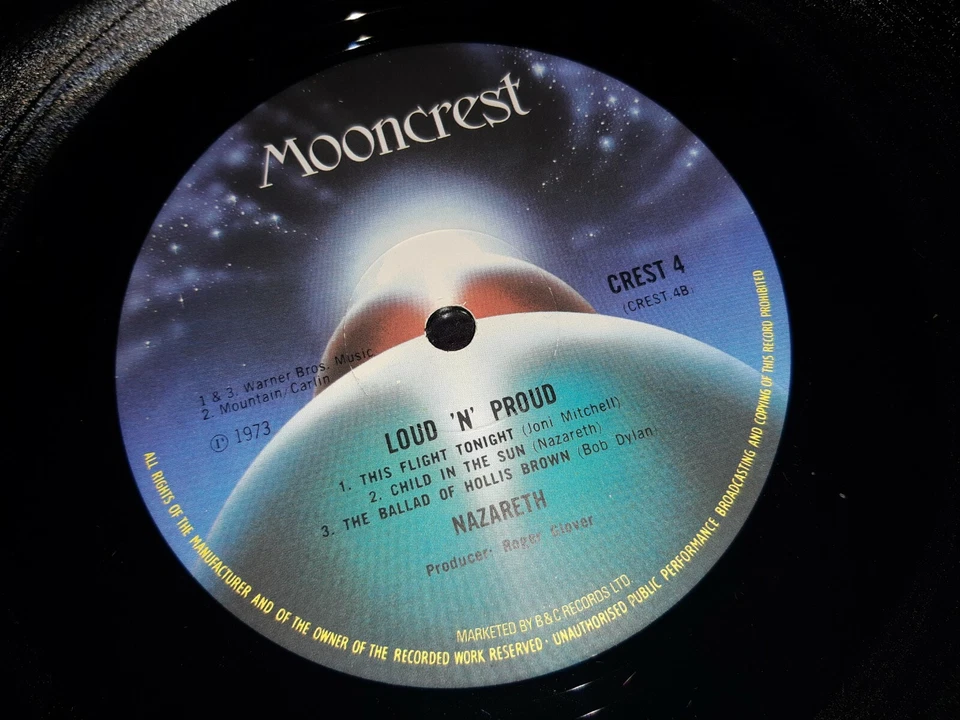 Mooncrest
CREST 4
(CREST.4B)
1 & 3. Warner Bros. Music
2. Mountain/Carlin
Ⓟ 1973
LOUD 'N' PROUD
1. THIS FLIGHT TONIGHT (Joni Mitchell)
2. CHILD IN THE SUN (Nazareth)
3. THE BALLAD OF HOLLIS BROWN (Bob Dylan)
NAZARETH
Producer: Roger Glover
MARKETED BY B&C RECORDS LTD
ALL RIGHTS OF THE MANUFACTURER AND OF THE OWNER OF THE RECORDED WORK RESERVED · UNAUTHORISED PUBLIC PERFORMANCE BROADCASTING AND COPYING OF THIS RECORD PROHIBITED